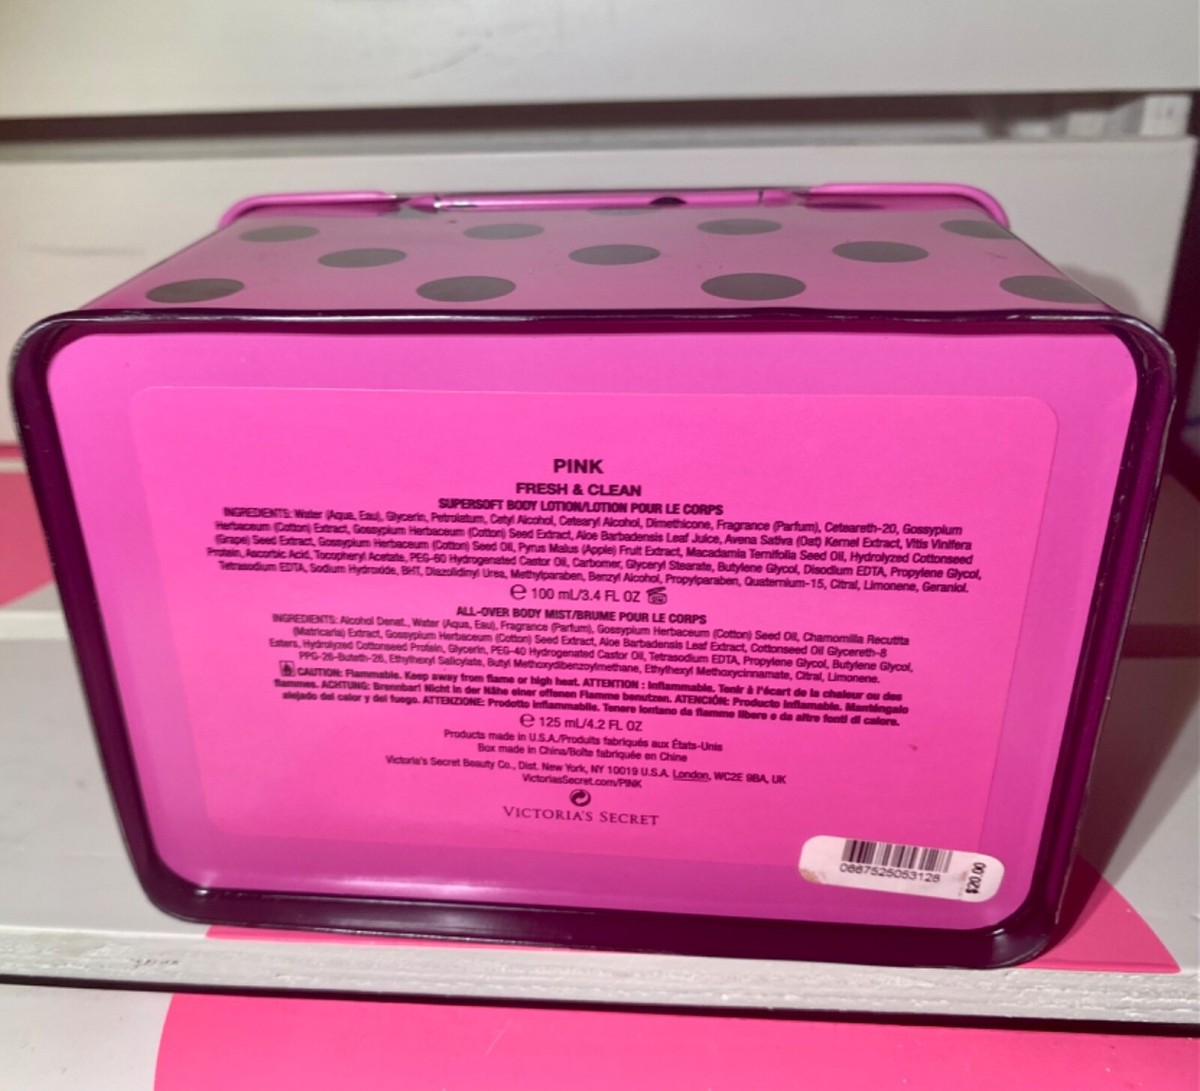 PINK
FRESH & CLEAN
SUPERSOFT BODY LOTION/LOTION POUR LE CORPS
INGREDIENTS: Water (Aqua, Eau), Glycerin, Petrolatum, Cetyl Alcohol, Cetearyl Alcohol, Dimethicone, Fragrance (Parfum), Ceteareth-20, Gossypium
Herbaceum (Cotton) Extract, Gossypium Herbaceum (Cotton) Seed Extract, Aloe Barbadensis Leaf Juice, Avena Sativa (Oat) Kernel Extract, Vitis Vinifera
(Grape) Seed Extract, Gossypium Herbaceum (Cotton) Seed Oil, Pyrus Malus (Apple) Fruit Extract, Macadamia Ternifolia Seed Oil, Hydrolyzed Cottonseed
Protein, Ascorbic Acid, Tocopheryl Acetate, PEG-60 Hydrogenated Castor Oil, Carbomer, Glyceryl Stearate, Butylene Glycol, Disodium EDTA, Propylene Glycol,
Tetrasodium EDTA, Sodium Hydroxide, BHT, Diazolidinyl Urea, Methylparaben, Benzyl Alcohol, Propylparaben, Quaternium-15, Citral, Limonene, Geraniol.
℮ 100 mL/3.4 FL OZ
ALL-OVER BODY MIST/BRUME POUR LE CORPS
INGREDIENTS: Alcohol Denat., Water (Aqua, Eau), Fragrance (Parfum), Gossypium Herbaceum (Cotton) Seed Oil, Chamomilla Recutita
(Matricaria) Extract, Gossypium Herbaceum (Cotton) Seed Extract, Aloe Barbadensis Leaf Extract, Cottonseed Oil Glycereth-8
Esters, Hydrolyzed Cottonseed Protein, Glycerin, PEG-40 Hydrogenated Castor Oil, Tetrasodium EDTA, Propylene Glycol, Butylene Glycol,
PPG-26-Buteth-26, Ethylhexyl Salicylate, Butyl Methoxydibenzoylmethane, Ethylhexyl Methoxycinnamate, Citral, Limonene.
CAUTION: Flammable. Keep away from flame or high heat. ATTENTION : Inflammable. Tenir à l'écart de la chaleur ou des
flammes. ACHTUNG: Brennbar! Nicht in der Nähe einer offenen Flamme benutzen. ATENCIÓN: Producto inflamable. Manténgalo
alejado del calor y del fuego. ATTENZIONE: Prodotto infiammabile. Tenere lontano da fiamme libere o da altre fonti di calore.
℮ 125 mL/4.2 FL OZ
Products made in U.S.A./Produits fabriqués aux États-Unis
Box made in China/Boîte fabriquée en Chine
Victoria's Secret Beauty Co., Dist. New York, NY 10019 U.S.A. London, WC2E 9BA, UK
VictoriasSecret.com/PINK
VICTORIA'S SECRET
0667525053128
$20.00